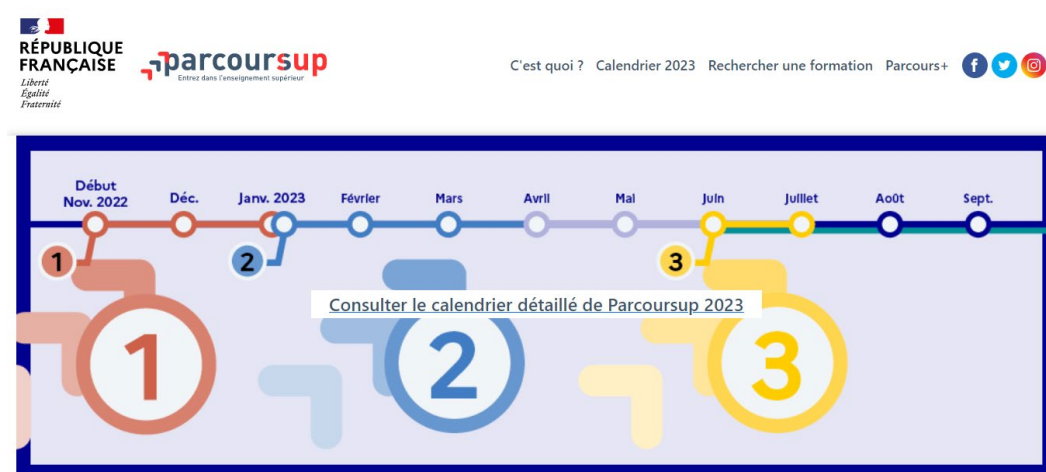 RÉPUBLIQUE
FRANÇAISE
Liberté
Égalité
Fraternité
parcoursup
Entrez dans l'enseignement supérieur
C'est quoi ? Calendrier 2023 Rechercher une formation Parcours+
Début
Nov. 2022 Déc. Janv. 2023 Février Mars Avril Mai Juin Juillet Août Sept.
1 2 3
Consulter le calendrier détaillé de Parcoursup 2023
1 2 3